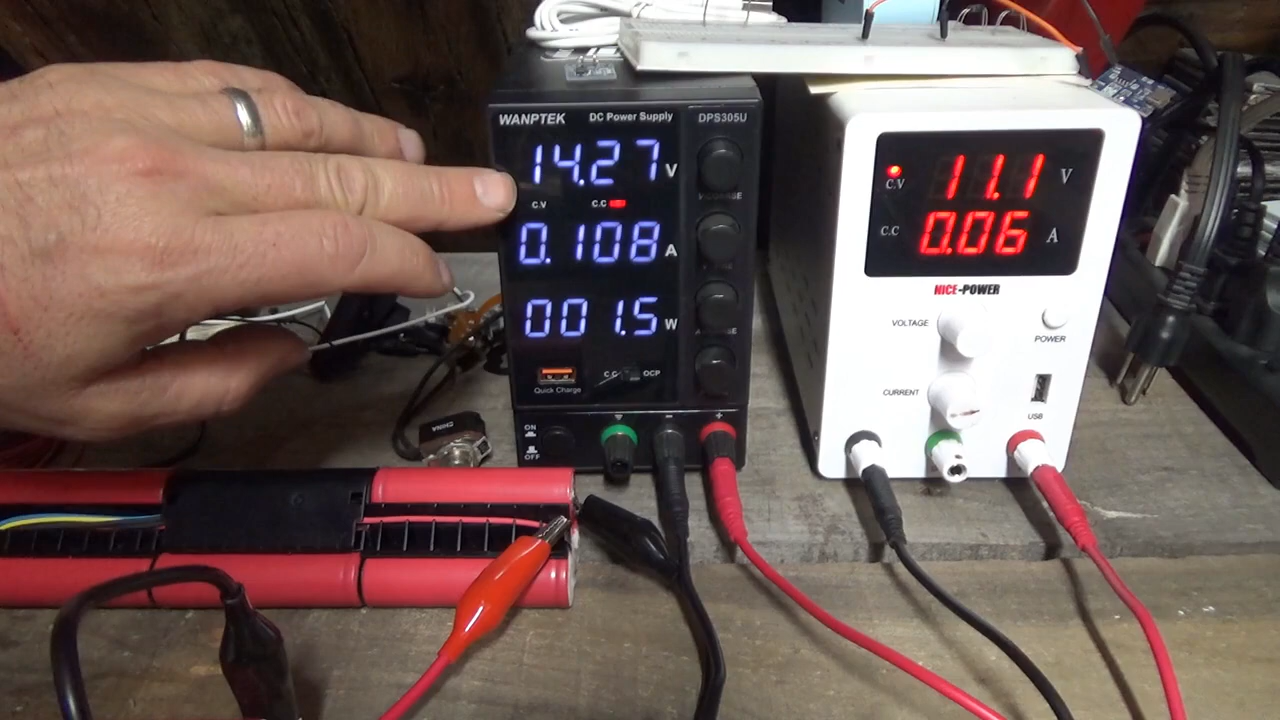 WANPTEK DC Power Supply DPS305U
14.27 V
C.V C.C
0.108 A
001.5 W
C.C OCP
Quick Charge
ON
OFF
CHINA
C.V 11.1 V
C.C 0.06 A
NICE-POWER
VOLTAGE
POWER
CURRENT
USB